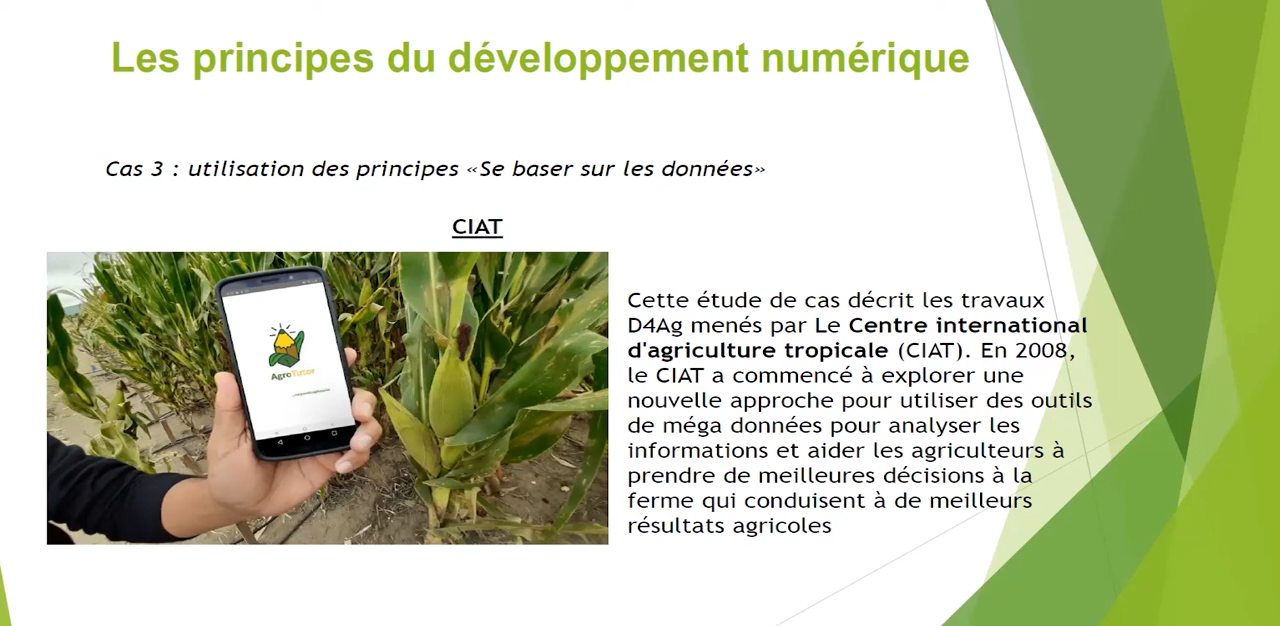 Les principes du développement numérique
Cas 3 : utilisation des principes «Se baser sur les données»
CIAT
AgroTutor
Cette étude de cas décrit les travaux
D4Ag menés par Le Centre international
d'agriculture tropicale (CIAT). En 2008,
le CIAT a commencé à explorer une
nouvelle approche pour utiliser des outils
de méga données pour analyser les
informations et aider les agriculteurs à
prendre de meilleures décisions à la
ferme qui conduisent à de meilleurs
résultats agricoles